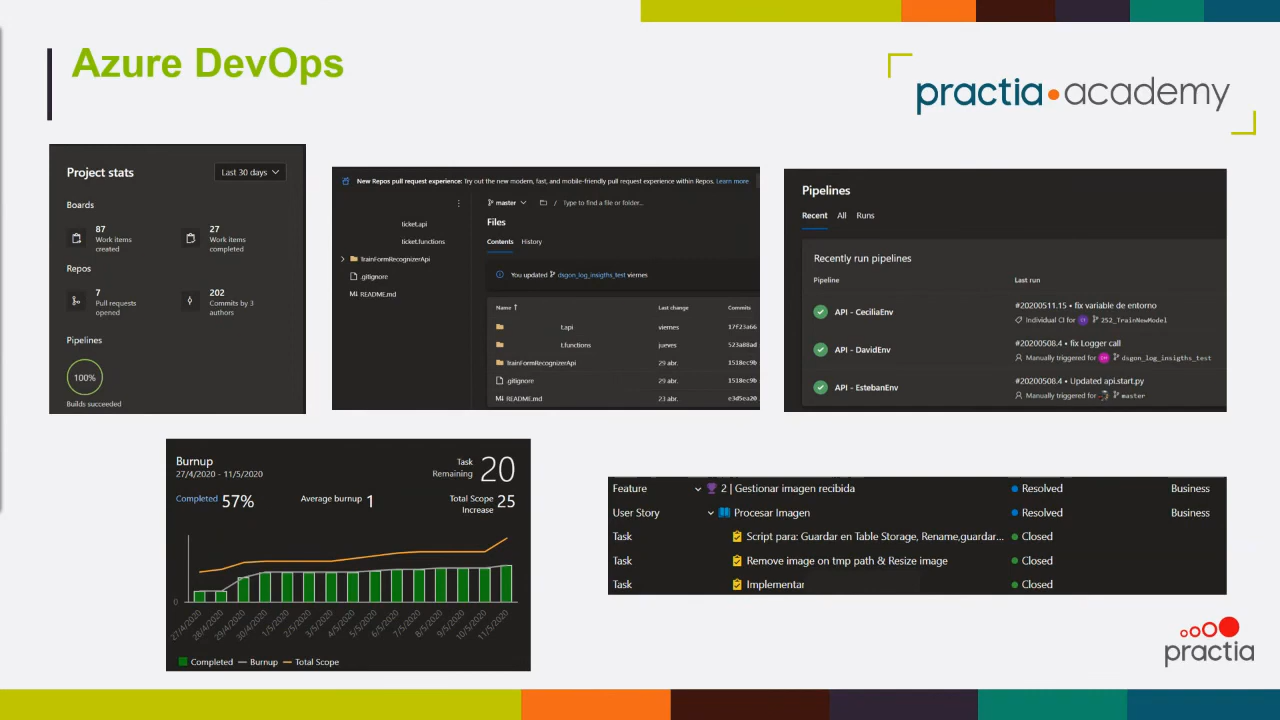 Azure DevOps
practia academy
Project stats
Last 30 days
Boards
87
Work items created
27
Work items completed
Repos
7
Pull requests opened
202
Commits by 3 authors
Pipelines
100%
Builds succeeded
New Repos pull request experience: Try out the new modern, fast, and mobile-friendly pull request experience within Repos. Learn more
ticket.api
ticket.functions
TrainFormRecognizerApi
.gitignore
README.md
master / Type to find a file or folder...
Files
Contents History
You updated dsgon_log_insigths_test viernes
Name ↑ Last change Commits
t.api viernes 17f23a66
t.functions jueves 523a88ad
TrainFormRecognizerApi 29 abr. 1518ec9b
.gitignore 29 abr. 1518ec9b
README.md 23 abr. e3d5ea20
Pipelines
Recent All Runs
Recently run pipelines
Pipeline Last run
API - CeciliaEnv
#20200511.15 • fix variable de entorno
Individual CI for 252_TrainNewModel
API - DavidEnv
#20200508.4 • fix Logger call
Manually triggered for dsgon_log_insigths_test
API - EstebanEnv
#20200508.4 • Updated api.start.py
Manually triggered for master
Burnup
27/4/2020 - 11/5/2020
Task Remaining 20
Completed 57%
Average burnup 1
Total Scope Increase 25
0
27/4/2020 28/4/2020 29/4/2020 30/4/2020 1/5/2020 2/5/2020 3/5/2020 4/5/2020 5/5/2020 6/5/2020 7/5/2020 8/5/2020 9/5/2020 10/5/2020 11/5/2020
Completed Burnup Total Scope
Feature 2 | Gestionar imagen recibida Resolved Business
User Story Procesar Imagen Resolved Business
Task Script para: Guardar en Table Storage, Rename,guardar... Closed
Task Remove image on tmp path & Resize image Closed
Task Implementar Closed
practia